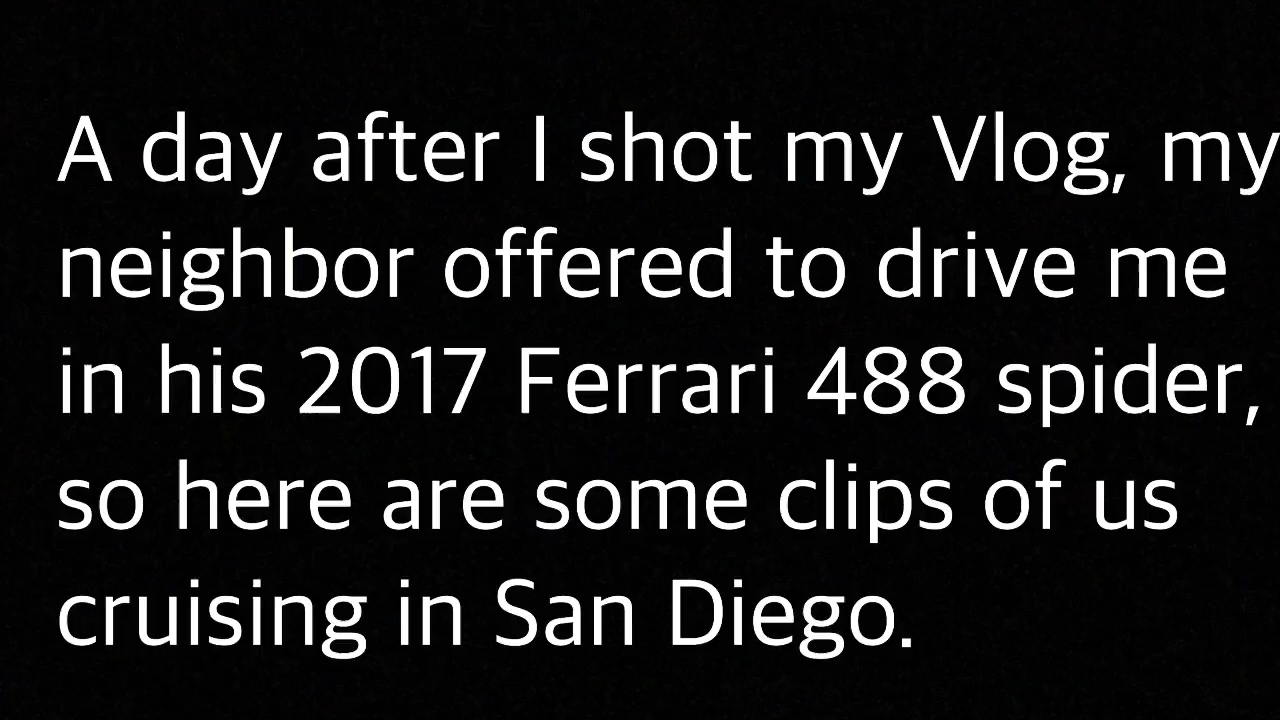 A day after I shot my Vlog, my
neighbor offered to drive me
in his 2017 Ferrari 488 spider,
so here are some clips of us
cruising in San Diego.